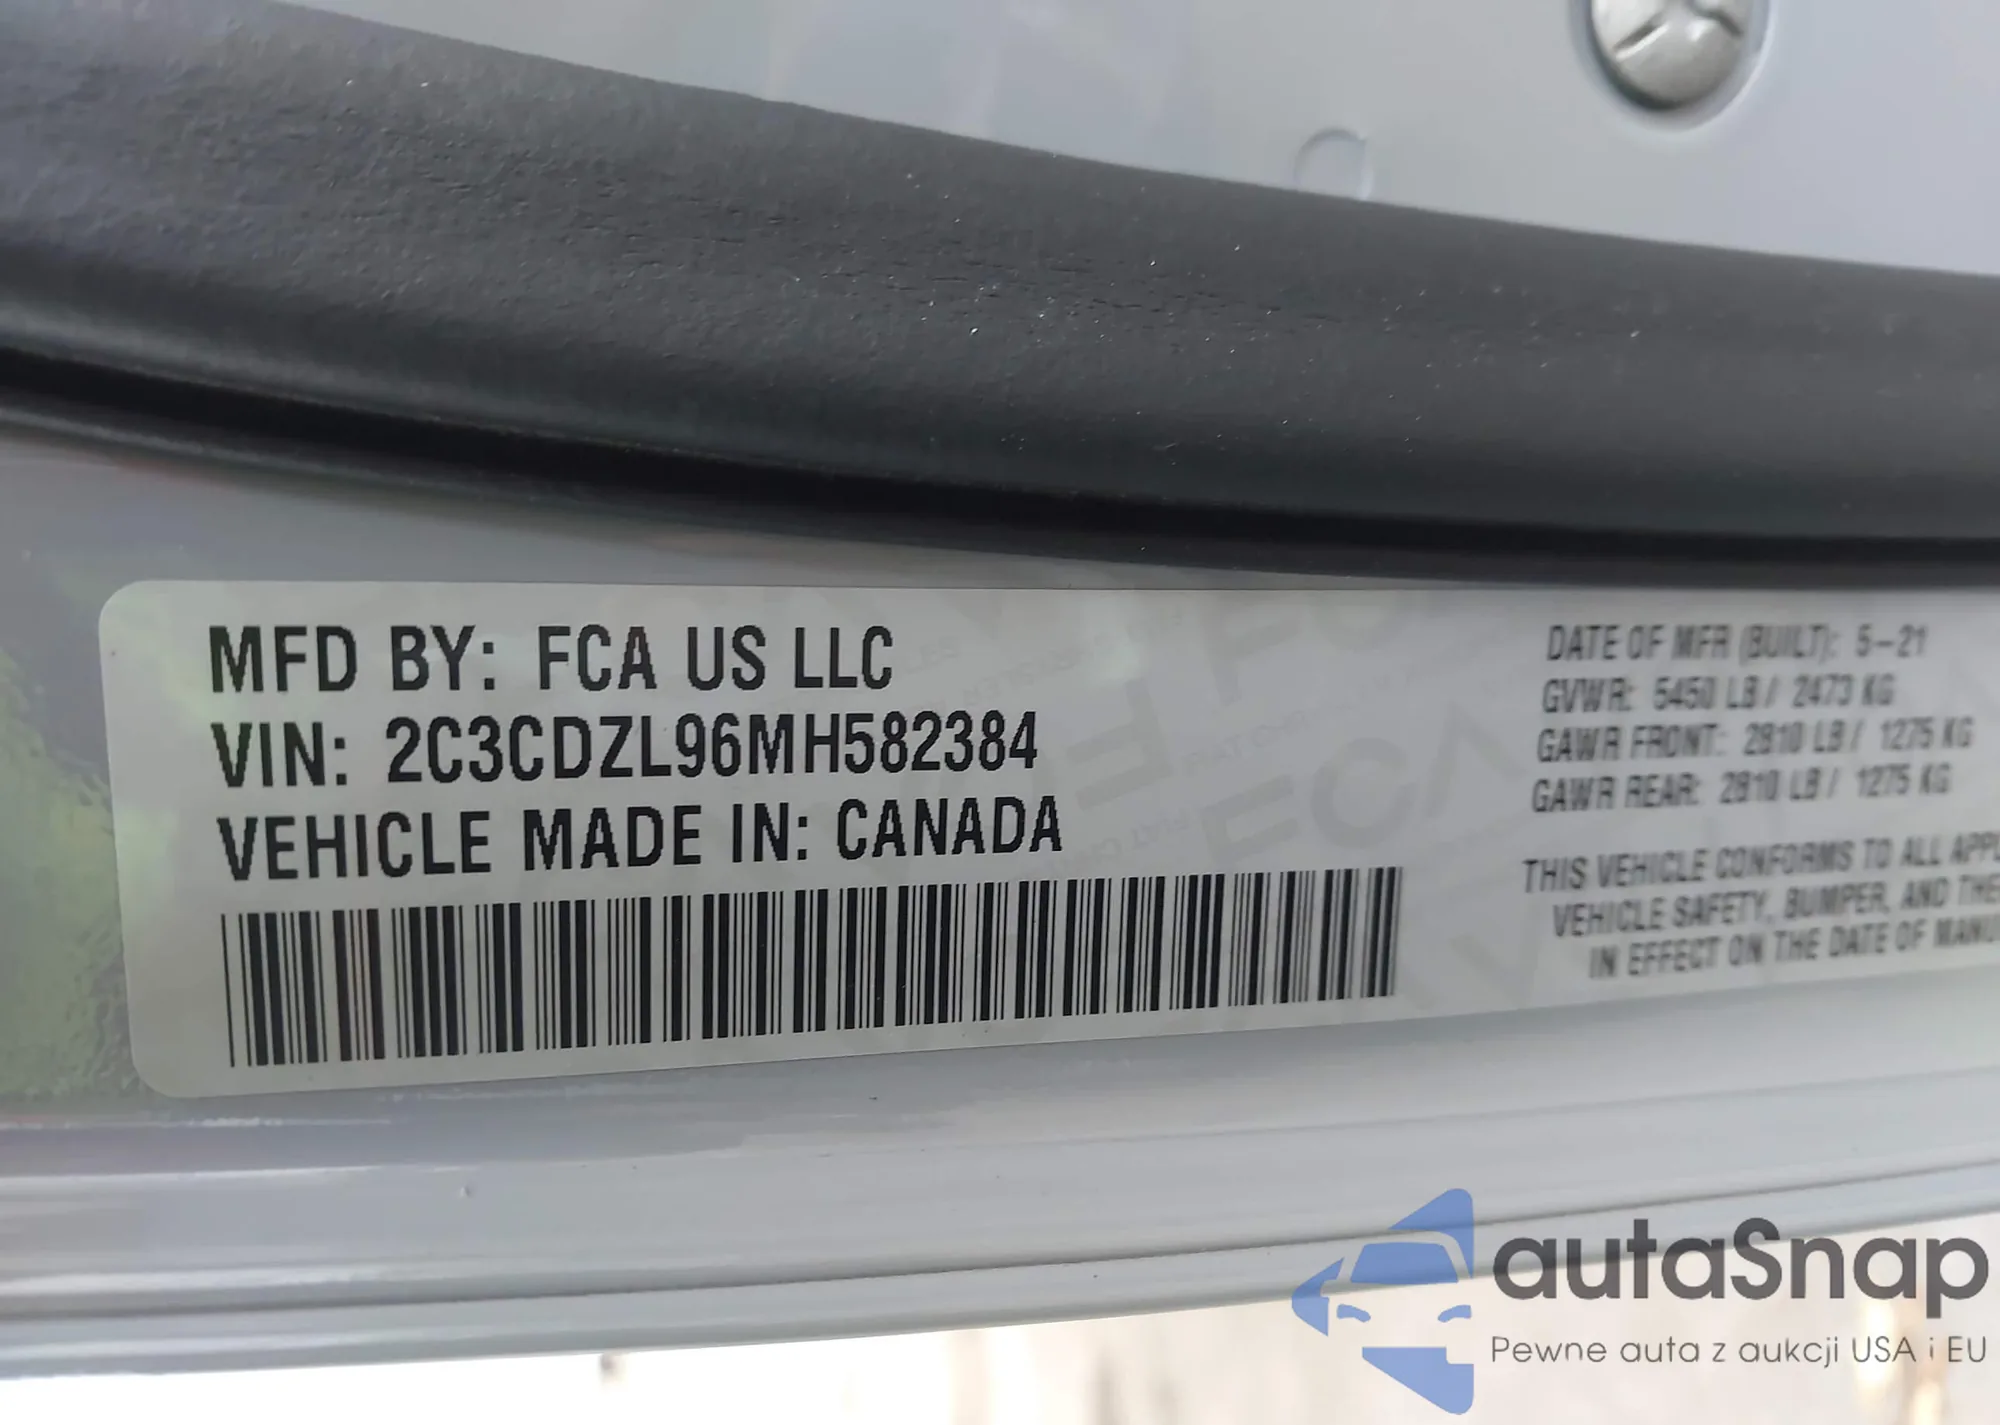 MFD BY: FCA US LLC
VIN: 2C3CDZL96MH582384
VEHICLE MADE IN: CANADA
DATE OF MFR (BUILT): 5-21
GVWR: 5450 LB / 2473 KG
GAWR FRONT: 2810 LB / 1275 KG
GAWR REAR: 2810 LB / 1275 KG
THIS VEHICLE CONFORMS TO ALL
VEHICLE SAFETY, BUMPER, AND
IN EFFECT ON THE DATE OF
autaSnap
Pewne auta z aukcji USA i EU